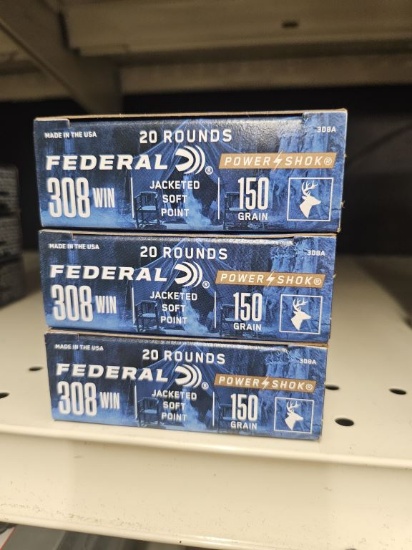 MADE IN THE USA
20 ROUNDS
308A
FEDERAL®
POWER SHOK®
308 WIN
JACKETED
SOFT
POINT
150
GRAIN
MADE IN THE USA
20 ROUNDS
308A
FEDERAL®
POWER SHOK®
308 WIN
JACKETED
SOFT
POINT
150
GRAIN
MADE IN THE USA
20 ROUNDS
308A
FEDERAL®
POWER SHOK®
308 WIN
JACKETED
SOFT
POINT
150
GRAIN